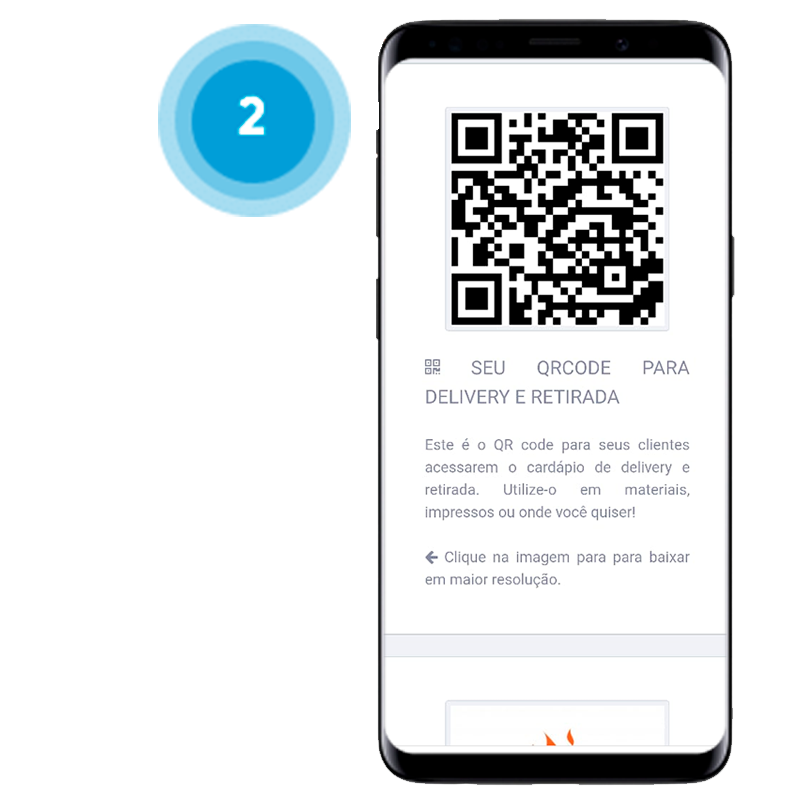 2
SEU QRCODE PARA
DELIVERY E RETIRADA
Este é o QR code para seus clientes
acessarem o cardápio de delivery e
retirada. Utilize-o em materiais,
impressos ou onde você quiser!
Clique na imagem para para baixar
em maior resolução.